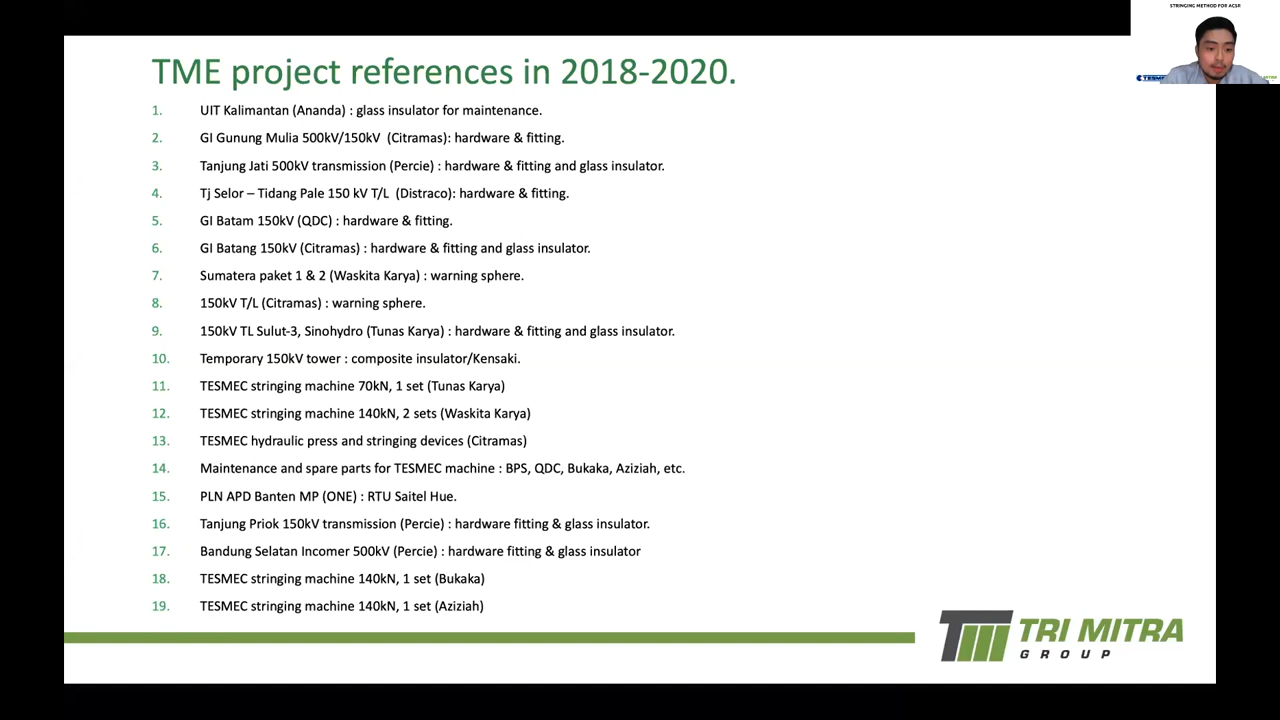 STRINGING METHOD FOR ACSR
TME project references in 2018-2020.
1. UIT Kalimantan (Ananda) : glass insulator for maintenance.
2. GI Gunung Mulia 500kV/150kV (Citramas): hardware & fitting.
3. Tanjung Jati 500kV transmission (Percie) : hardware & fitting and glass insulator.
4. Tj Selor – Tidang Pale 150 kV T/L (Distraco): hardware & fitting.
5. GI Batam 150kV (QDC) : hardware & fitting.
6. GI Batang 150kV (Citramas) : hardware & fitting and glass insulator.
7. Sumatera paket 1 & 2 (Waskita Karya) : warning sphere.
8. 150kV T/L (Citramas) : warning sphere.
9. 150kV TL Sulut-3, Sinohydro (Tunas Karya) : hardware & fitting and glass insulator.
10. Temporary 150kV tower : composite insulator/Kensaki.
11. TESMEC stringing machine 70kN, 1 set (Tunas Karya)
12. TESMEC stringing machine 140kN, 2 sets (Waskita Karya)
13. TESMEC hydraulic press and stringing devices (Citramas)
14. Maintenance and spare parts for TESMEC machine : BPS, QDC, Bukaka, Aziziah, etc.
15. PLN APD Banten MP (ONE) : RTU Saitel Hue.
16. Tanjung Priok 150kV transmission (Percie) : hardware fitting & glass insulator.
17. Bandung Selatan Incomer 500kV (Percie) : hardware fitting & glass insulator
18. TESMEC stringing machine 140kN, 1 set (Bukaka)
19. TESMEC stringing machine 140kN, 1 set (Aziziah)
TRI MITRA
GROUP